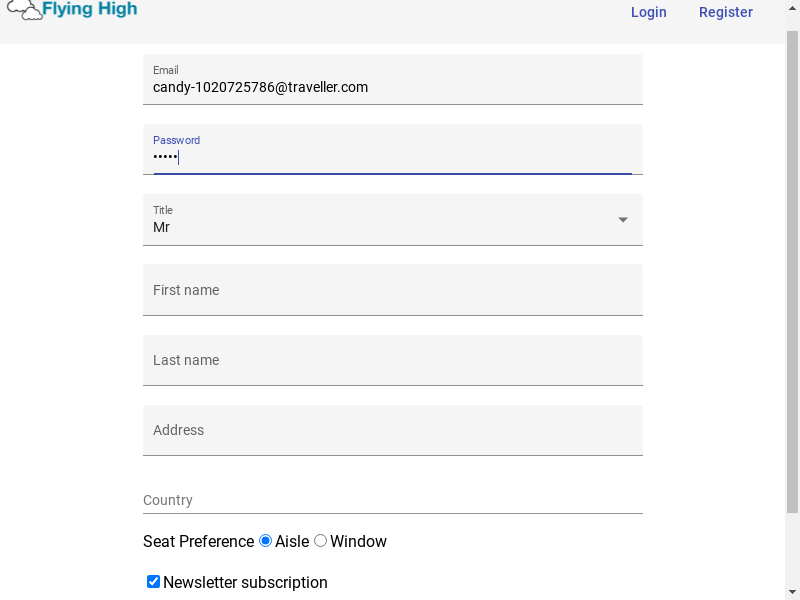 Flying High
Login
Register
Email
candy-1020725786@traveller.com
Password
•••••
Title
Mr
First name
Last name
Address
Country
Seat Preference Aisle Window
Newsletter subscription